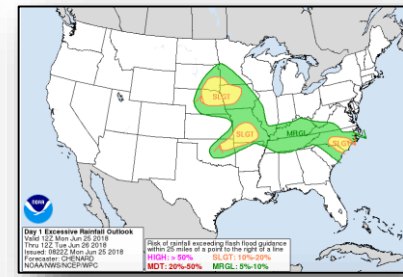 SLGT
SLGT
MRGL
SLGT
NOAA
Day 1 Excessive Rainfall Outlook
Valid 12Z Mon Jun 25 2018
Thru 12Z Tue Jun 26 2018
Issued: 0822Z Mon Jun 25 2018
Forecaster: CHENARD
NOAA/NWS/NCEP/WPC
Risk of rainfall exceeding flash flood guidance
within 25 miles of a point to the right of a line
HIGH: > 50% SLGT: 10%-20%
MDT: 20%-50% MRGL: 5%-10%